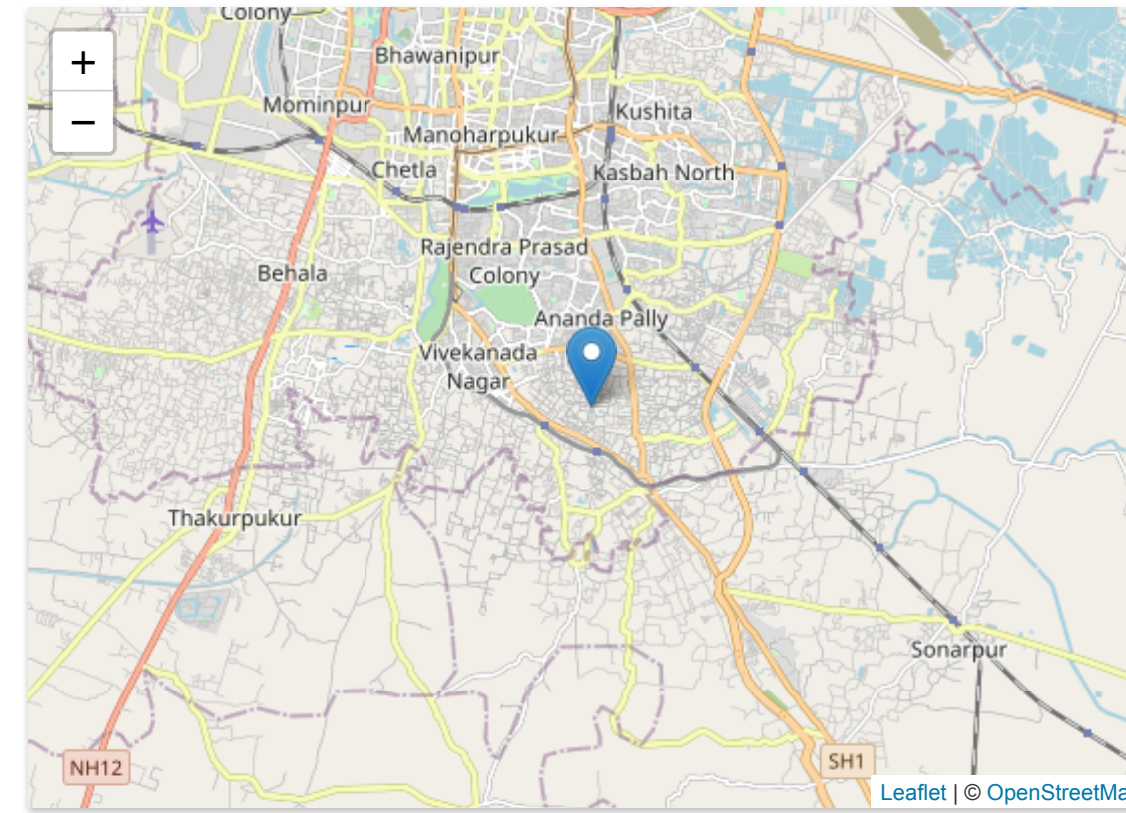 Colony
+
Bhawanipur
Mominpur
Kushita
−
Manoharpukur
Chetla
Kasbah North
Rajendra Prasad
Colony
Behala
Ananda Pally
Vivekanada
Nagar
Thakurpukur
Sonarpur
NH12
SH1
Leaflet | © OpenStreetMa